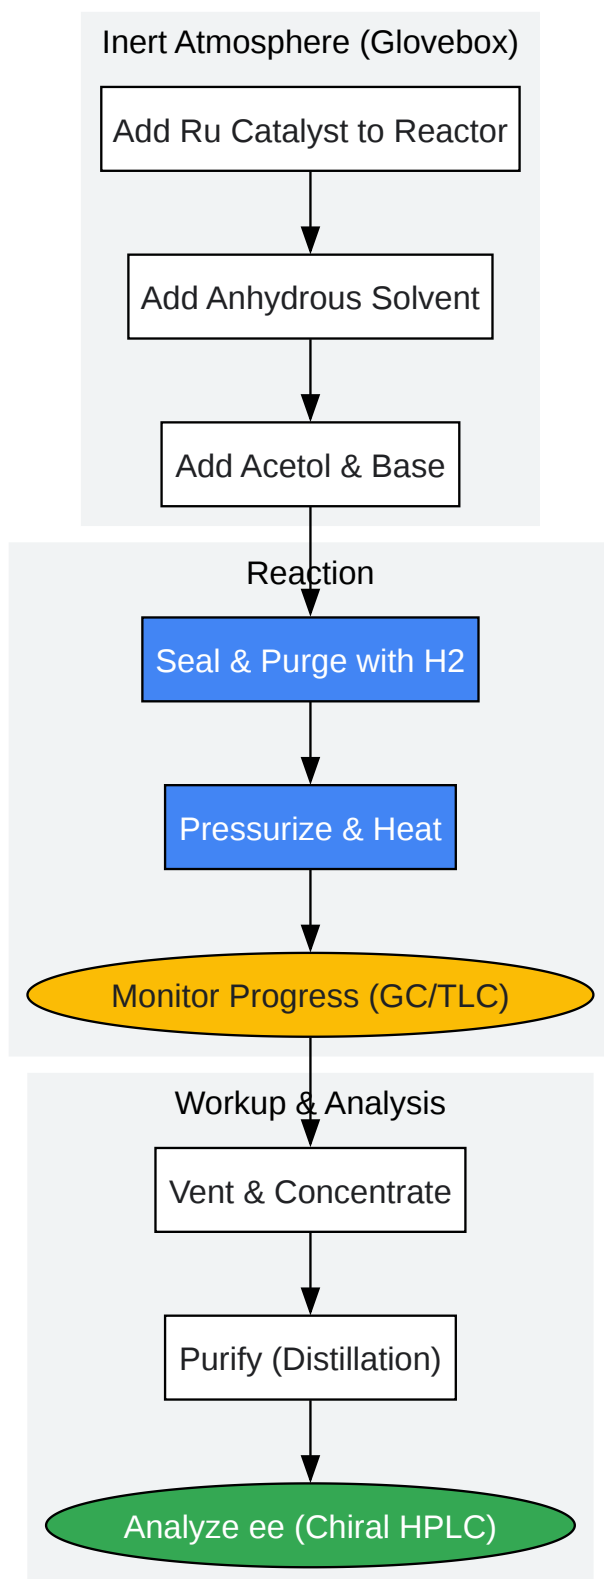 Inert Atmosphere (Glovebox)
Add Ru Catalyst to Reactor
Add Anhydrous Solvent
Add Acetol & Base
Reaction
Seal & Purge with H2
Pressurize & Heat
Monitor Progress (GC/TLC)
Workup & Analysis
Vent & Concentrate
Purify (Distillation)
Analyze ee (Chiral HPLC)